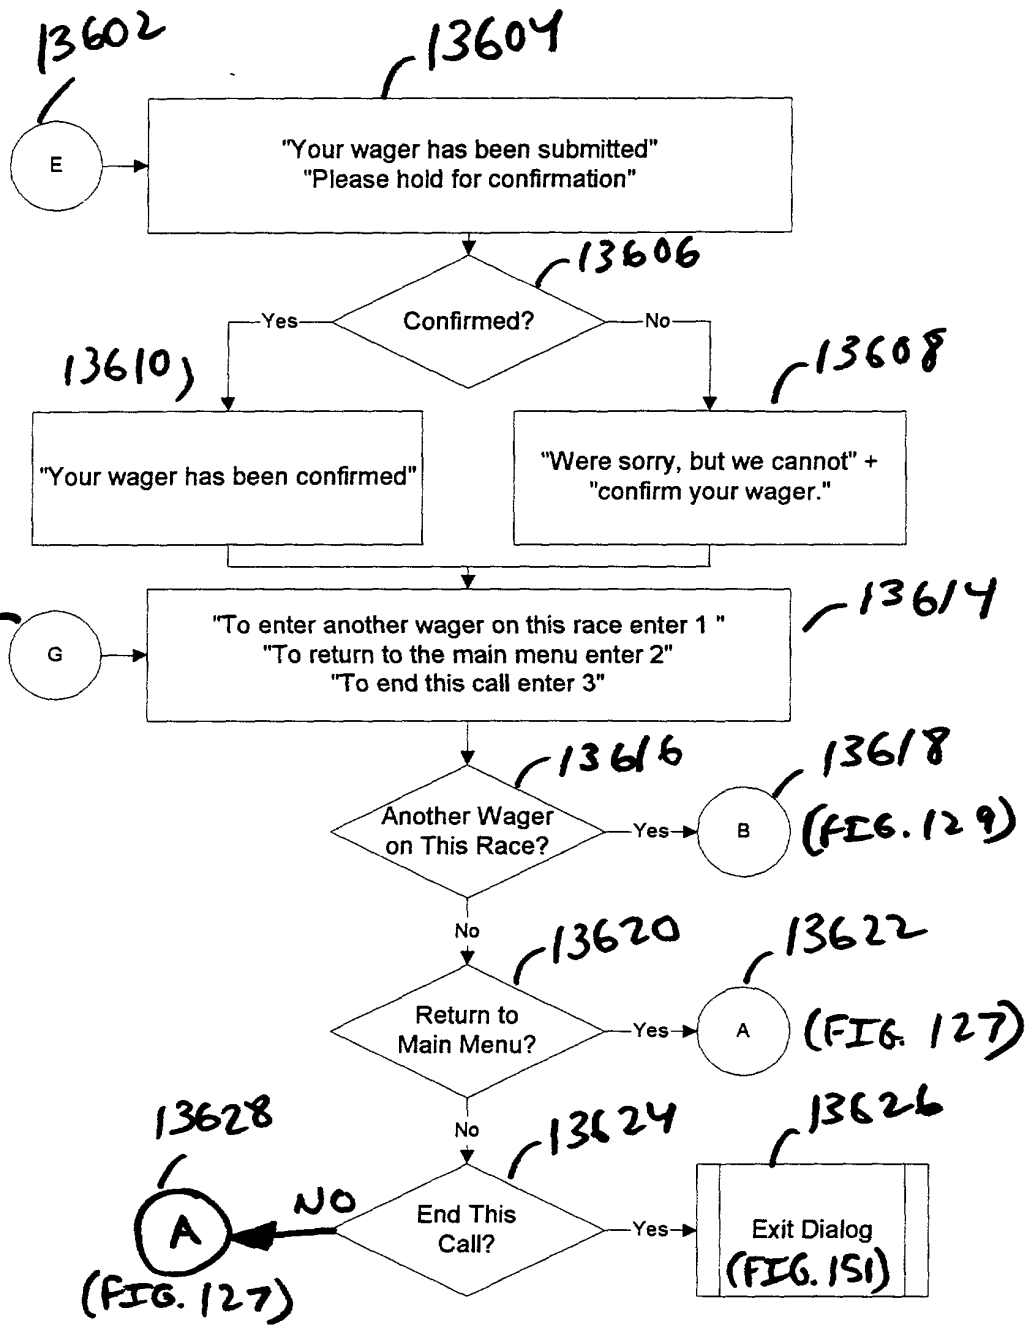 13602
13604
E
"Your wager has been submitted"
"Please hold for confirmation"
13606
Confirmed?
Yes
No
13610
13608
"Your wager has been confirmed"
"Were sorry, but we cannot" +
"confirm your wager."
13614
G
"To enter another wager on this race enter 1 "
"To return to the main menu enter 2"
"To end this call enter 3"
13616
13618
Another Wager
on This Race?
Yes
B
(FIG. 129)
No
13620
13622
Return to
Main Menu?
Yes
A
(FIG. 127)
No
13628
13624
13626
A
NO
End This
Call?
Yes
Exit Dialog
(FIG. 151)
(FIG. 127)